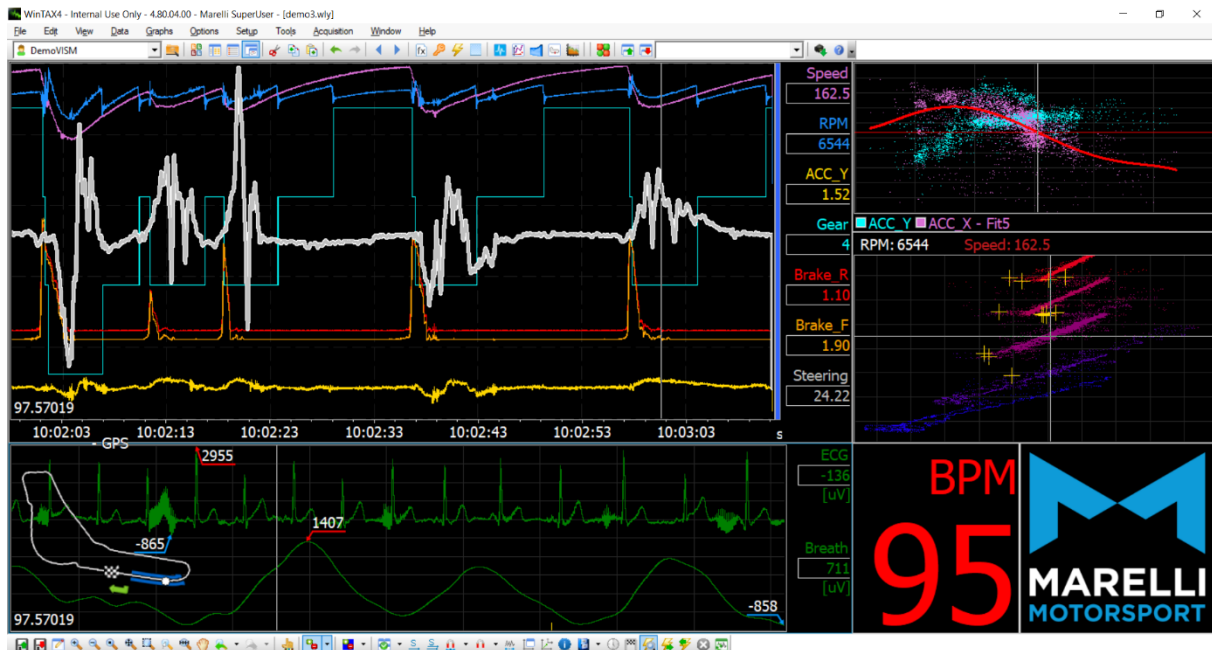 WinTAX4 - Internal Use Only - 4.80.04.00 - Marelli SuperUser - [demo3.wly]
File Edit View Data Graphs Options Setup Tools Acquisition Window Help
DemoVISM
Speed
162.5
RPM
6544
ACC_Y
1.52
Gear
4
Brake_R
1.10
Brake_F
1.90
Steering
24.22
97.57019
10:02:03 10:02:13 10:02:23 10:02:33 10:02:43 10:02:53 10:03:03 s
ACC_Y ACC_X - Fit5
RPM: 6544 Speed: 162.5
- GPS
2955
-865
1407
-858
97.57019
ECG
-136
[uV]
Breath
711
[uV]
BPM
95
MARELLI
MOTORSPORT